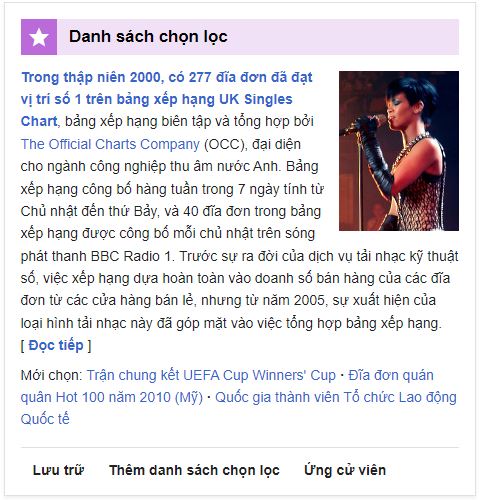 Danh sách chọn lọc
Trong thập niên 2000, có 277 đĩa đơn đã đạt
vị trí số 1 trên bảng xếp hạng UK Singles
Chart, bảng xếp hạng biên tập và tổng hợp bởi
The Official Charts Company (OCC), đại diện
cho ngành công nghiệp thu âm nước Anh. Bảng
xếp hạng công bố hàng tuần trong 7 ngày tính từ
Chủ nhật đến thứ Bảy, và 40 đĩa đơn trong bảng
xếp hạng được công bố mỗi chủ nhật trên sóng
phát thanh BBC Radio 1. Trước sự ra đời của dịch vụ tải nhạc kỹ thuật
số, việc xếp hạng dựa hoàn toàn vào doanh số bán hàng của các đĩa
đơn từ các cửa hàng bán lẻ, nhưng từ năm 2005, sự xuất hiện của
loại hình tải nhạc này đã góp mặt vào việc tổng hợp bảng xếp hạng.
[ Đọc tiếp ]
Mới chọn: Trận chung kết UEFA Cup Winners' Cup · Đĩa đơn quán
quân Hot 100 năm 2010 (Mỹ) · Quốc gia thành viên Tổ chức Lao động
Quốc tế
Lưu trữ Thêm danh sách chọn lọc Ứng cử viên